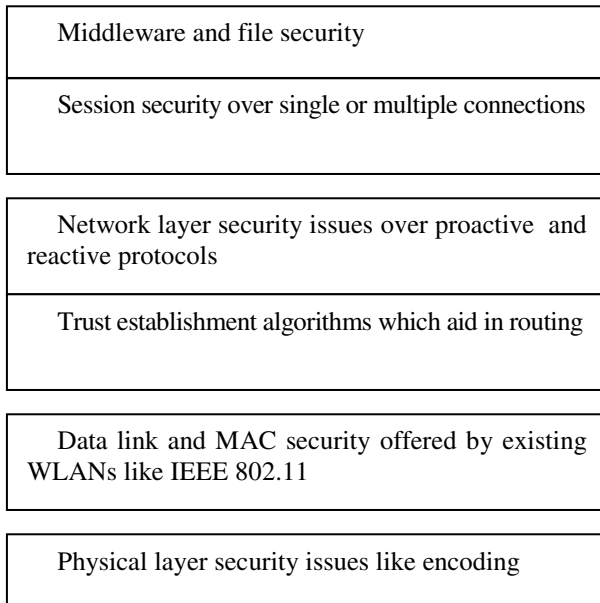 Middleware and file security
Session security over single or multiple connections
Network layer security issues over proactive and
reactive protocols
Trust establishment algorithms which aid in routing
Data link and MAC security offered by existing
WLANs like IEEE 802.11
Physical layer security issues like encoding